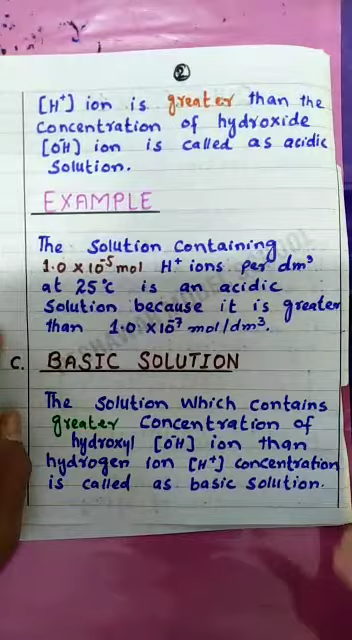 2
[H⁺] ion is greater than the
concentration of hydroxide
[OH⁻] ion is called as acidic
solution.
EXAMPLE
The solution containing
1.0 × 10⁻⁵ mol H⁺ ions per dm³
at 25°C is an acidic
solution because it is greater
than 1.0 × 10⁻⁷ mol/dm³.
C. BASIC SOLUTION
The solution which contains
greater concentration of
hydroxyl [OH⁻] ion than
hydrogen ion [H⁺] concentration
is called as basic solution.